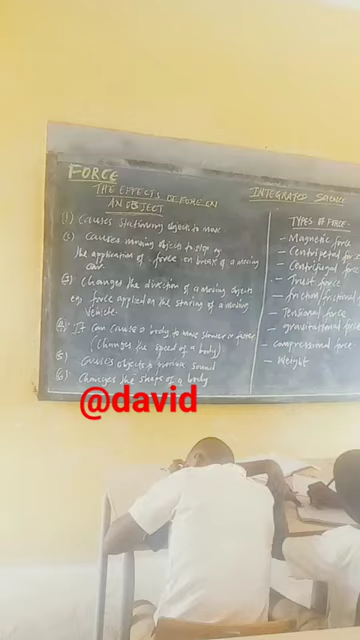 FORCE
THE EFFECTS OF FORCE ON
AN OBJECT
(1) Causes stationary objects to move
(2) Causes moving objects to stop eg
the application of force on brake of a moving
car.
(3) Changes the direction of a moving objects
eg force applied on the staring of a moving
vehicle.
(4) It can cause a body to move slower or faster
(Changes the speed of a body)
(5) Causes objects to produce sound
(6) Changes the shape of a body
INTEGRATED SCIENCE
TYPES OF FORCE
- Magnetic force
- Centripetal
- Centrifugal force
- force
- friction / frictional
- Tensional force
- gravitational force
- compressional force
- Weight
@david